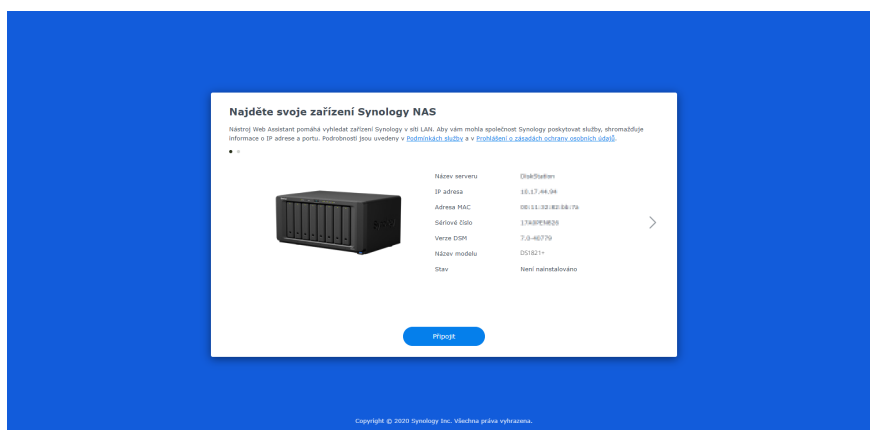 Najděte svoje zařízení Synology NAS
Nástroj Web Assistant pomáhá vyhledat zařízení Synology v síti LAN. Aby vám mohla společnost Synology poskytovat služby, shromažďuje
informace o IP adrese a portu. Podrobnosti jsou uvedeny v Podmínkách služby a v Prohlášení o zásadách ochrany osobních údajů.
Název serveru DiskStation
IP adresa
Adresa MAC
Sériové číslo
Verze DSM
Název modelu DS1821+
Stav Není nainstalováno
Připojit
Copyright © 2020 Synology Inc. Všechna práva vyhrazena.